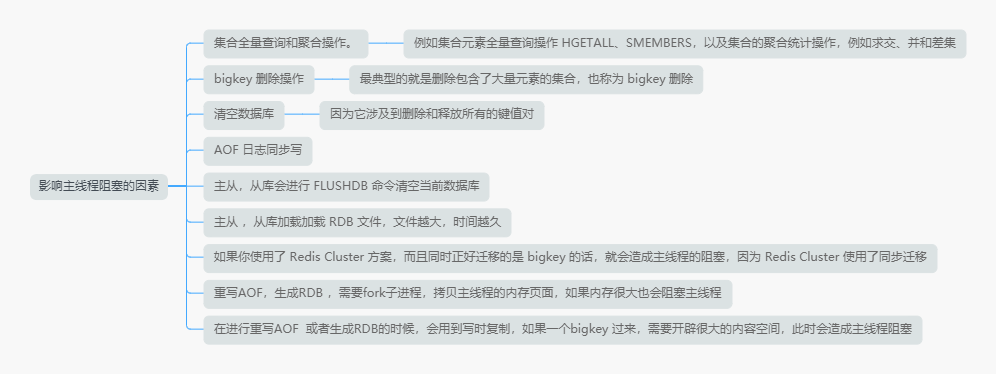 影响主线程阻塞的因素
集合全量查询和聚合操作。
例如集合元素全量查询操作 HGETALL、SMEMBERS，以及集合的聚合统计操作，例如求交、并和差集
bigkey 删除操作
最典型的就是删除包含了大量元素的集合，也称为 bigkey 删除
清空数据库
因为它涉及到删除和释放所有的键值对
AOF 日志同步写
主从，从库会进行 FLUSHDB 命令清空当前数据库
主从 ，从库加载加载 RDB 文件，文件越大，时间越久
如果你使用了 Redis Cluster 方案，而且同时正好迁移的是 bigkey 的话，就会造成主线程的阻塞，因为 Redis Cluster 使用了同步迁移
重写AOF，生成RDB ，需要fork子进程，拷贝主线程的内存页面，如果内存很大也会阻塞主线程
在进行重写AOF  或者生成RDB的时候，会用到写时复制，如果一个bigkey 过来，需要开辟很大的内容空间，此时会造成主线程阻塞